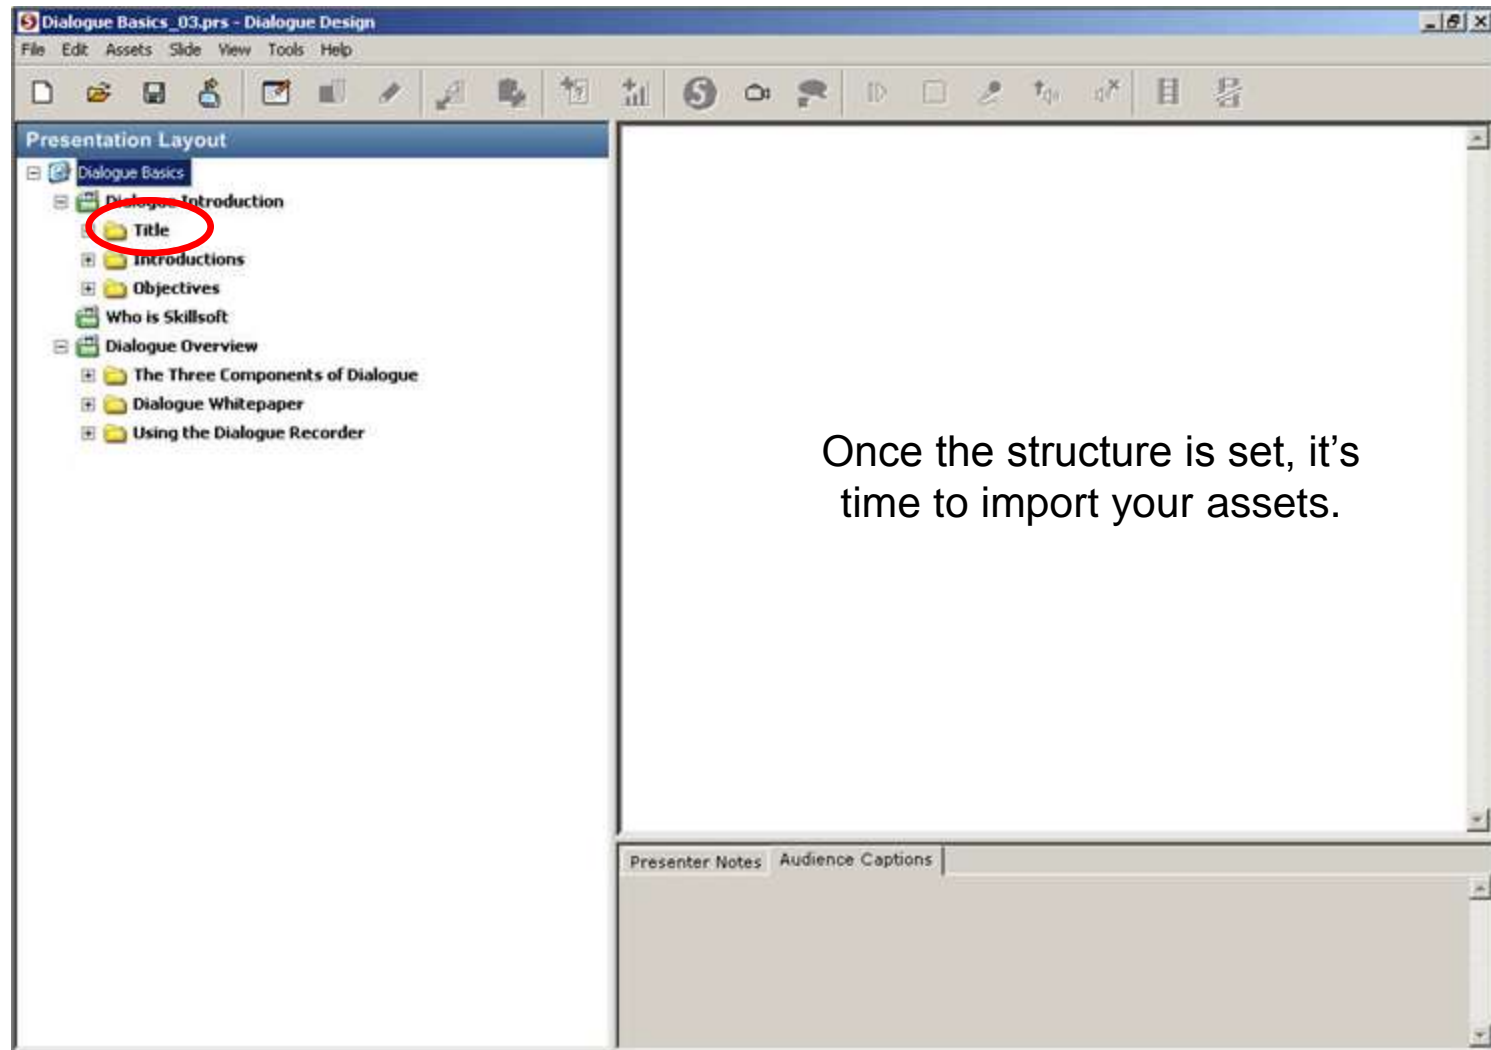 Dialogue Basics_03.prs - Dialogue Design
File Edit Assets Slide View Tools Help
Presentation Layout
Dialogue Basics
Dialogue Introduction
Title
Introductions
Objectives
Who is Skillsoft
Dialogue Overview
The Three Components of Dialogue
Dialogue Whitepaper
Using the Dialogue Recorder
Once the structure is set, it’s
time to import your assets.
Presenter Notes Audience Captions